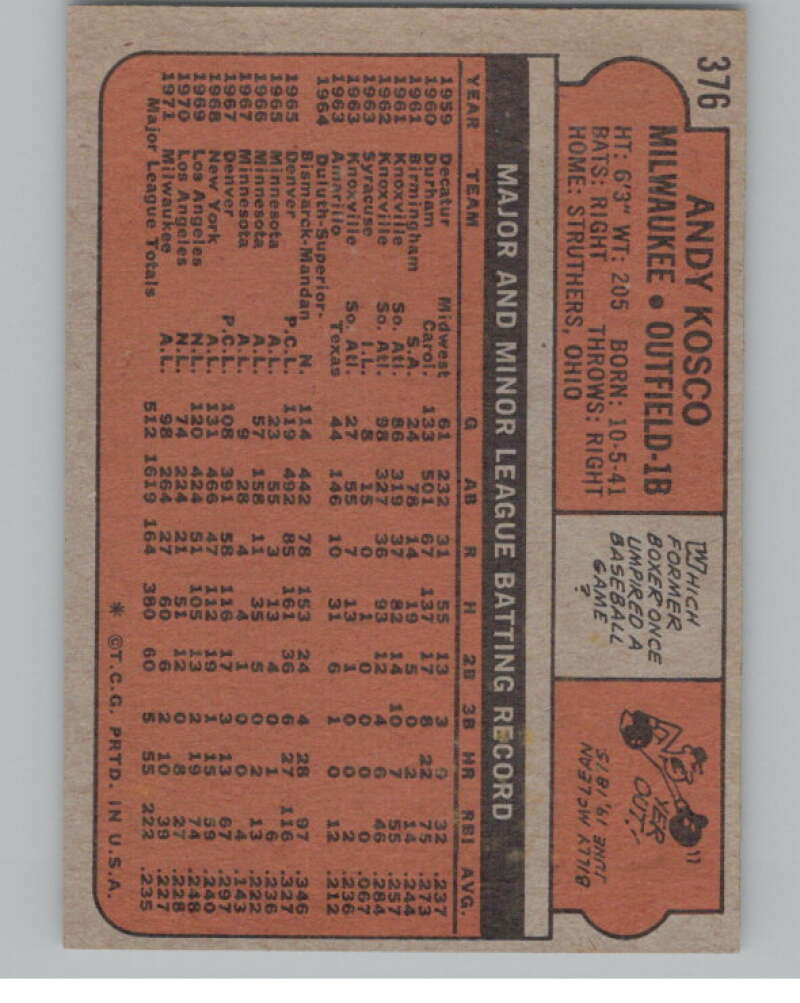 376
ANDY KOSCO
MILWAUKEE • OUTFIELD-1B
HT: 6'3" WT: 205 BORN: 10-5-41
BATS: RIGHT THROWS: RIGHT
HOME: STRUTHERS, OHIO
WHICH
FORMER
BOXER ONCE
UMPIRED A
BASEBALL
GAME
?
YER
OUT!
BILLY McLEAN
JUNE 19, 1875
MAJOR AND MINOR LEAGUE BATTING RECORD
YEAR TEAM G AB R H 2B 3B HR RBI AVG.
1959 Decatur Midwest 61 232 31 55 13 3 9 32 .237
1960 Durham Carol. 133 501 67 137 17 8 22 75 .273
1961 Birmingham S.A. 24 78 14 19 5 0 2 14 .244
1961 Knoxville So. Atl. 86 319 37 82 14 10 7 55 .257
1962 Knoxville So. Atl. 98 327 36 93 12 4 6 46 .284
1963 Syracuse I.L. 8 15 0 1 0 0 0 0 .067
1963 Knoxville So. Atl. 27 55 7 13 1 0 0 2 .236
1963 Amarillo Texas 44 146 10 31 6 1 0 12 .212
1964 Duluth-Superior-
Bismarck-Mandan N. 114 442 78 153 24 4 28 97 .346
1965 Denver P.C.L. 119 492 85 161 36 6 27 116 .327
1965 Minnesota A.L. 23 55 3 13 4 0 1 6 .236
1966 Minnesota A.L. 57 158 11 35 5 0 2 13 .222
1967 Minnesota A.L. 9 28 4 4 1 0 0 4 .143
1967 Denver P.C.L. 108 391 58 116 17 3 13 67 .297
1968 New York A.L. 131 466 47 112 19 1 15 59 .240
1969 Los Angeles N.L. 120 424 51 105 13 2 19 74 .248
1970 Los Angeles N.L. 74 224 21 51 12 0 8 27 .228
1971 Milwaukee A.L. 98 264 27 60 6 2 10 39 .227
Major League Totals 512 1619 164 380 60 5 55 222 .235
* ©T.C.G. PRTD. IN U.S.A.